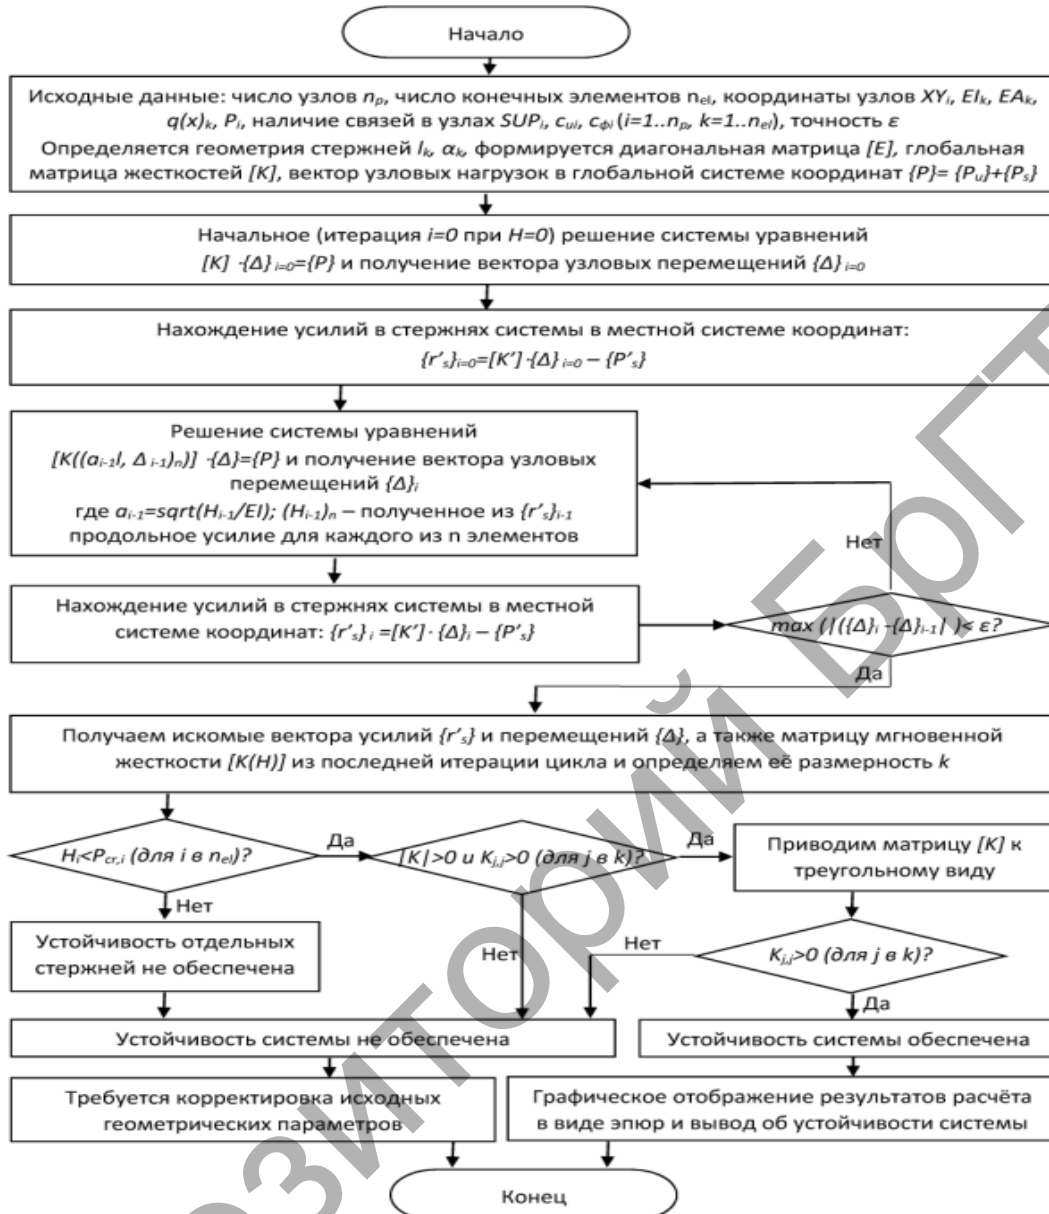 Начало
Исходные данные: число узлов nₚ, число конечных элементов nₑₗ, координаты узлов XYᵢ, EIₖ, EAₖ,
q(x)ₖ, Pᵢ, наличие связей в узлах SUPᵢ, cᵤᵢ, c_фi (i=1..nₚ, k=1..nₑₗ), точность ε
Определяется геометрия стержней lₖ, αₖ, формируется диагональная матрица [E], глобальная
матрица жесткостей [K], вектор узловых нагрузок в глобальной системе координат {P}= {Pᵤ}+{Pₛ}
Начальное (итерация i=0 при H=0) решение системы уравнений
[K] ·{Δ} ᵢ₌₀={P} и получение вектора узловых перемещений {Δ} ᵢ₌₀
Нахождение усилий в стержнях системы в местной системе координат:
{r'ₛ}ᵢ₌₀=[K'] ·{Δ} ᵢ₌₀ – {P'ₛ}
Решение системы уравнений
[K((aᵢ₋₁l, Δ ᵢ₋₁)ₙ)] ·{Δ}={P} и получение вектора узловых
перемещений {Δ}ᵢ
где aᵢ₋₁=sqrt(Hᵢ₋₁/EI); (Hᵢ₋₁)ₙ – полученное из {r'ₛ}ᵢ₋₁
продольное усилие для каждого из n элементов
Нет
Нахождение усилий в стержнях системы в местной
системе координат: {r'ₛ} ᵢ =[K'] · {Δ}ᵢ – {P'ₛ}
max (|({Δ}ᵢ -{Δ}ᵢ₋₁| )< ε?
Да
Получаем искомые вектора усилий {r'ₛ} и перемещений {Δ}, а также матрицу мгновенной
жесткости [K(H)] из последней итерации цикла и определяем её размерность k
Hᵢ<P_cr,i (для i в nₑₗ)?
Да
|K|>0 и K_j,j>0 (для j в k)?
Да
Приводим матрицу [K] к
треугольному виду
Нет
Устойчивость отдельных
стержней не обеспечена
Нет
Нет
K_j,j>0 (для j в k)?
Да
Устойчивость системы не обеспечена
Устойчивость системы обеспечена
Требуется корректировка исходных
геометрических параметров
Графическое отображение результатов расчёта
в виде эпюр и вывод об устойчивости системы
Конец